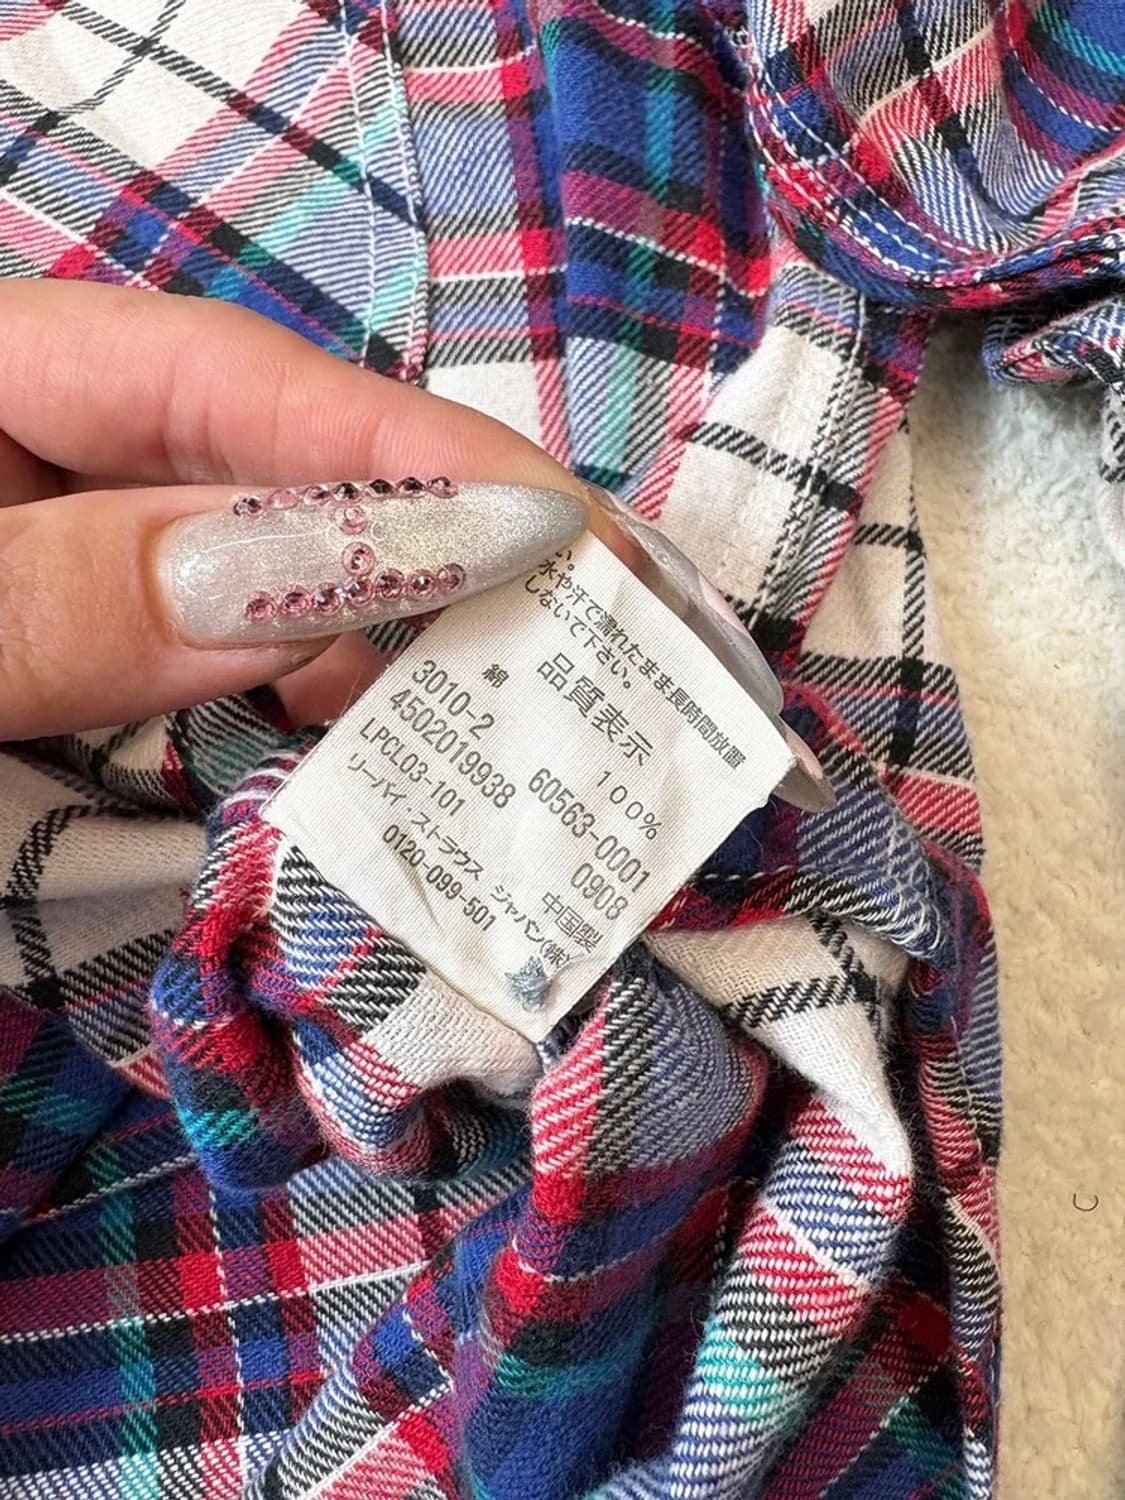 い。
水や汗で濡れたまま長時間放置
しないで下さい。
品質表示
綿 100%
3010-2 60563-0001
4502019938 0908
LPCL03-101 中国製
リーバイ・ストラウス ジャパン(株)
0120-099-501